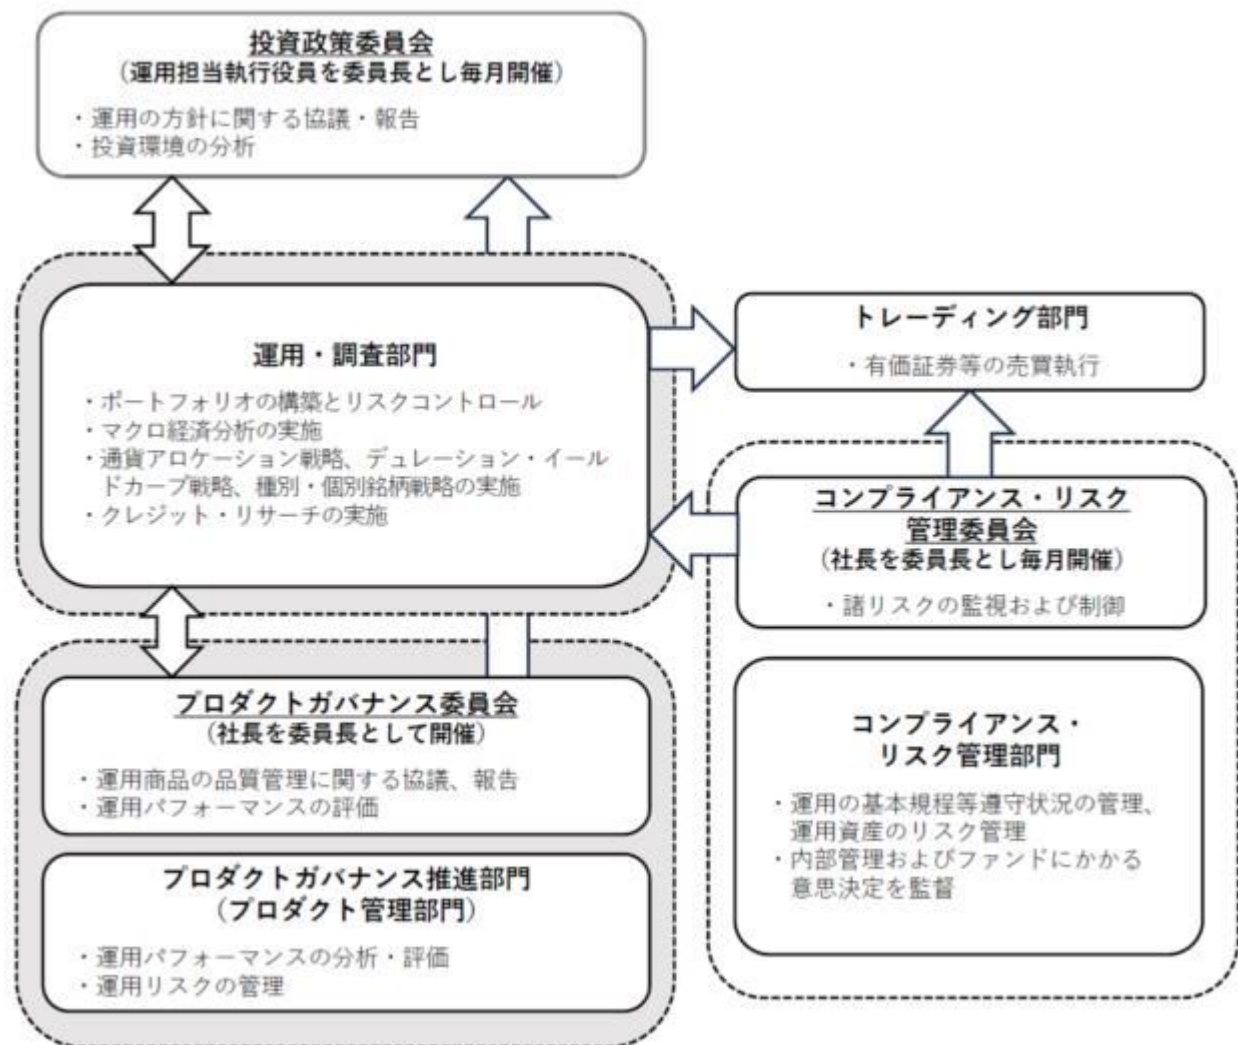 投資政策委員会
（運用担当執行役員を委員長とし毎月開催）
・運用の方針に関する協議・報告
・投資環境の分析
運用・調査部門
・ポートフォリオの構築とリスクコントロール
・マクロ経済分析の実施
・通貨アロケーション戦略、デュレーション・イール
ドカーブ戦略、種別・個別銘柄戦略の実施
・クレジット・リサーチの実施
トレーディング部門
・有価証券等の売買執行
コンプライアンス・リスク
管理委員会
（社長を委員長とし毎月開催）
・諸リスクの監視および制御
プロダクトガバナンス委員会
（社長を委員長として開催）
・運用商品の品質管理に関する協議、報告
・運用パフォーマンスの評価
プロダクトガバナンス推進部門
（プロダクト管理部門）
・運用パフォーマンスの分析・評価
・運用リスクの管理
コンプライアンス・
リスク管理部門
・運用の基本規程等遵守状況の管理、
運用資産のリスク管理
・内部管理およびファンドにかかる
意思決定を監督